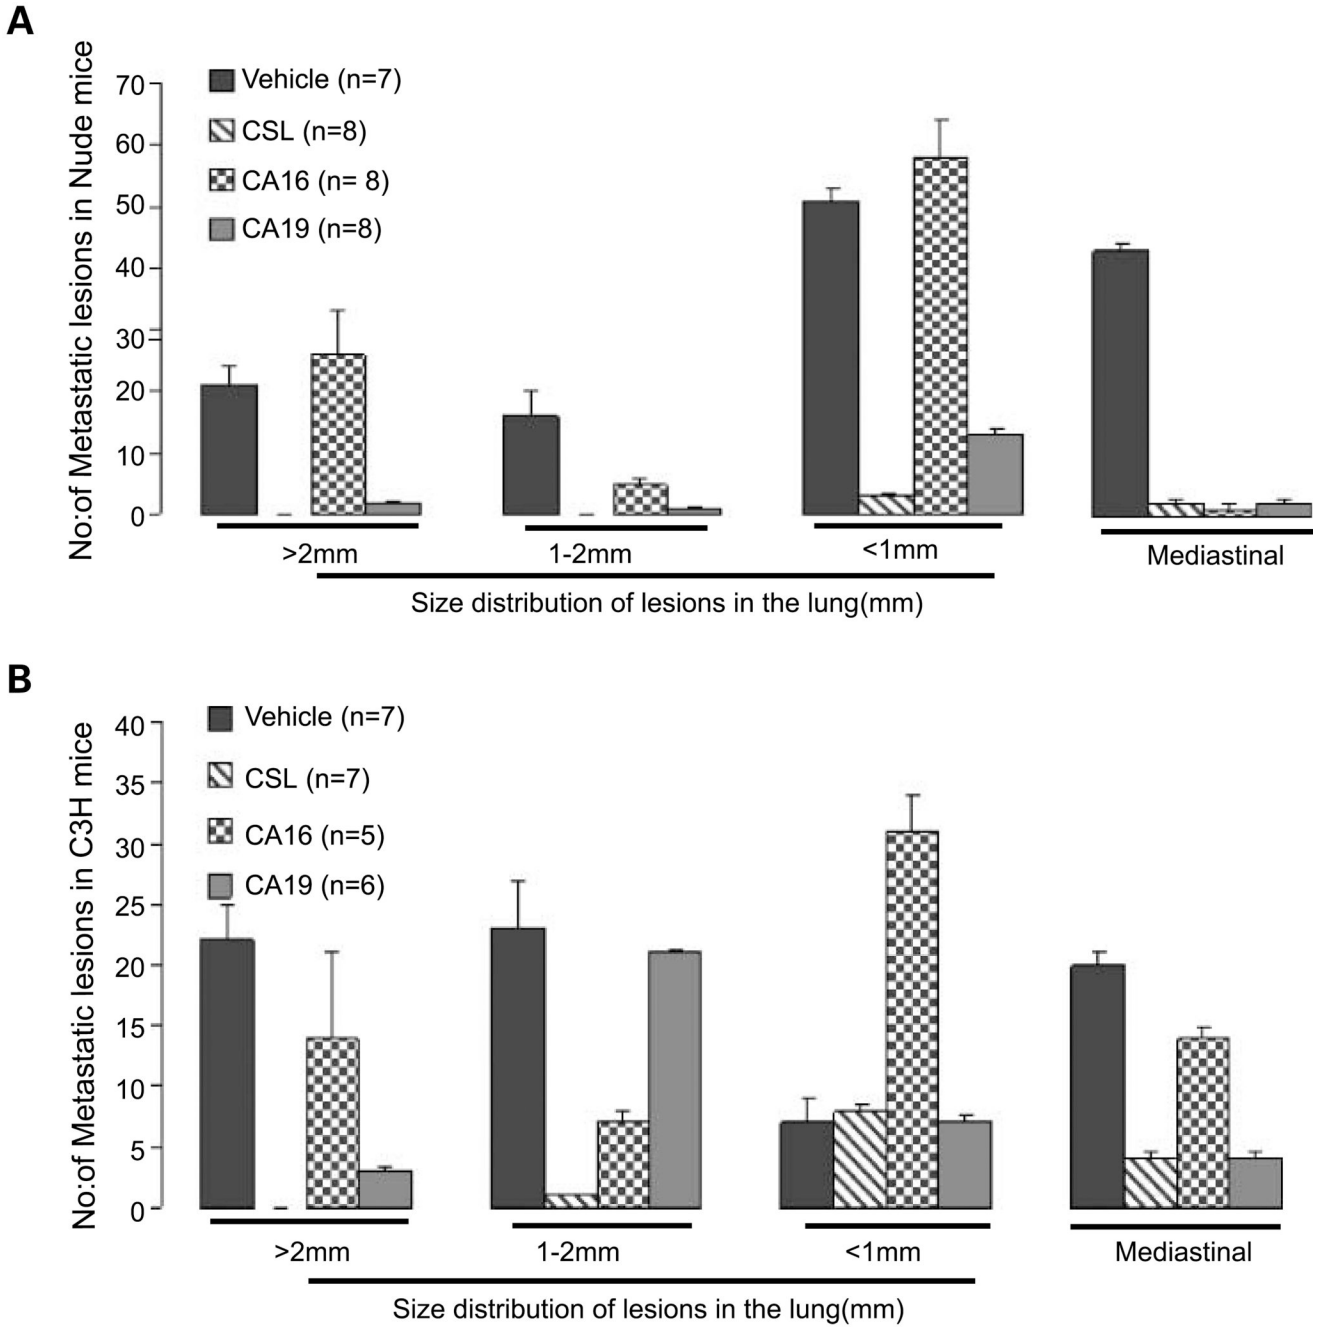 A
No:of Metastatic lesions in Nude mice
70
60
50
40
30
20
10
0
Vehicle (n=7)
CSL (n=8)
CA16 (n= 8)
CA19 (n=8)
>2mm
1-2mm
<1mm
Mediastinal
Size distribution of lesions in the lung(mm)
B
No:of Metastatic lesions in C3H mice
40
35
30
25
20
15
10
5
0
Vehicle (n=7)
CSL (n=7)
CA16 (n=5)
CA19 (n=6)
>2mm
1-2mm
<1mm
Mediastinal
Size distribution of lesions in the lung(mm)